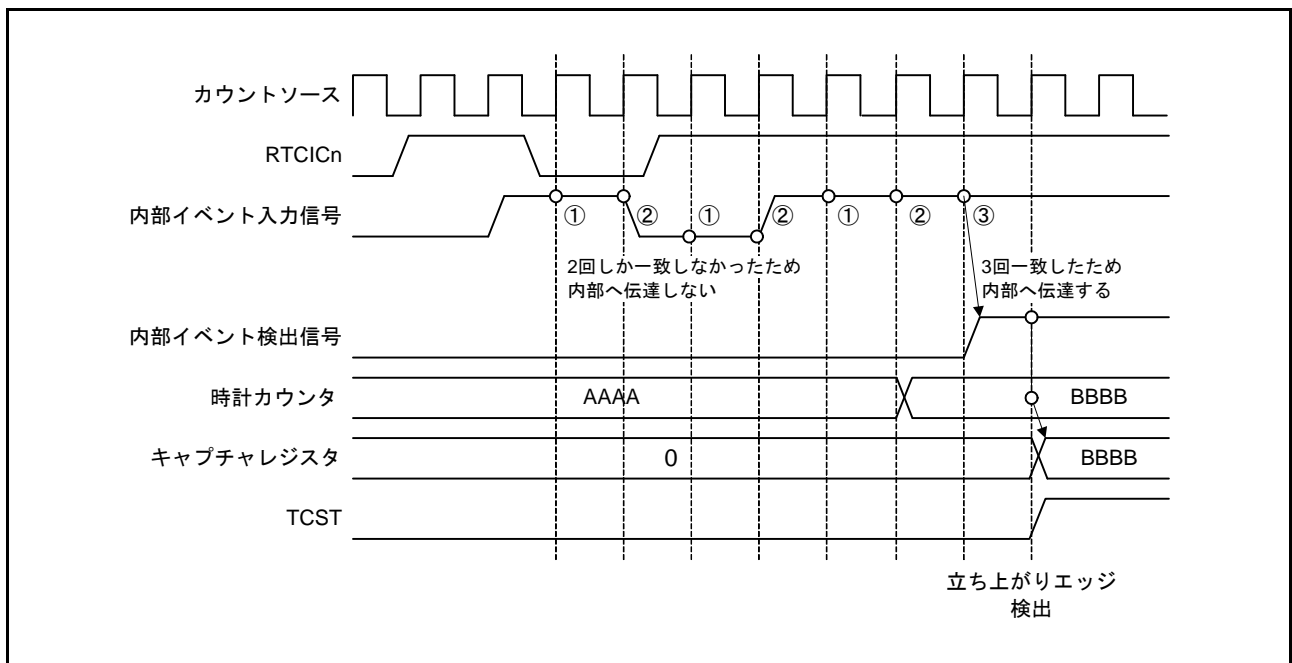 カウントソース
RTCICn
内部イベント入力信号
① ② ① ② ① ② ③
2回しか一致しなかったため
内部へ伝達しない
3回一致したため
内部へ伝達する
内部イベント検出信号
時計カウンタ
AAAA
BBBB
キャプチャレジスタ
0
BBBB
TCST
立ち上がりエッジ
検出